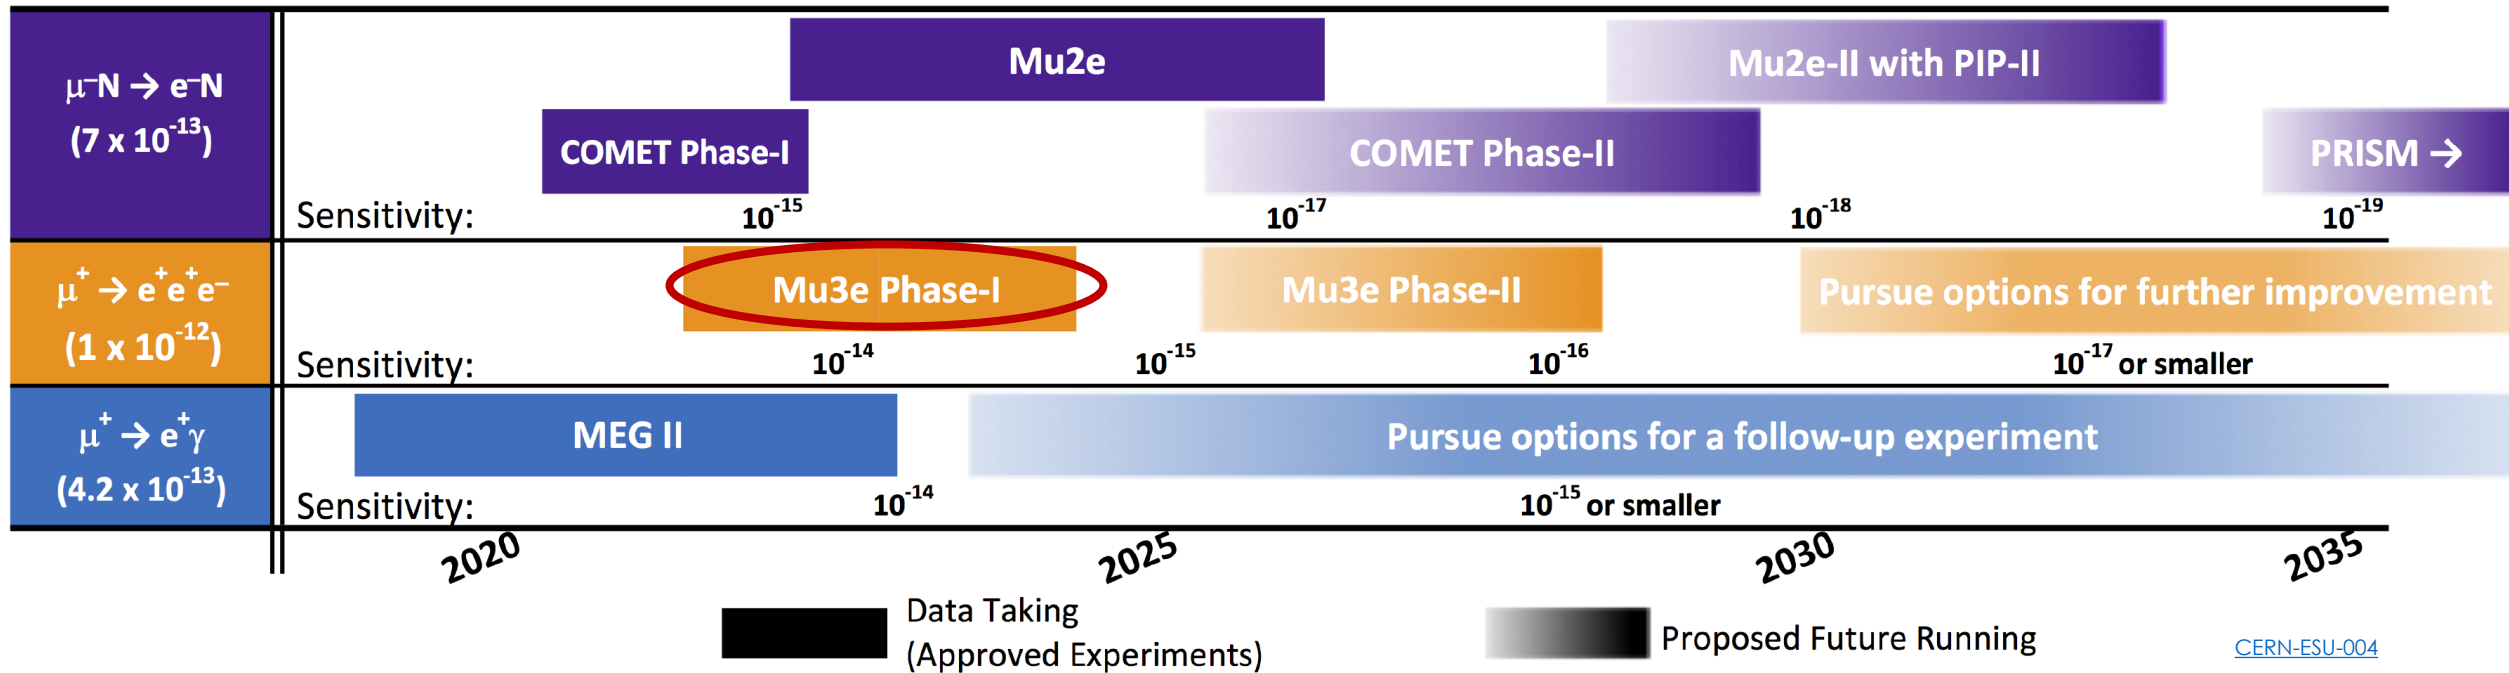 μ⁻N → e⁻N
(7 x 10⁻¹³)
Mu2e
Mu2e-II with PIP-II
COMET Phase-I
COMET Phase-II
PRISM →
Sensitivity: 10⁻¹⁵ 10⁻¹⁷ 10⁻¹⁸ 10⁻¹⁹
μ⁺ → e⁺e⁺e⁻
(1 x 10⁻¹²)
Mu3e Phase-I
Mu3e Phase-II
Pursue options for further improvement
Sensitivity: 10⁻¹⁴ 10⁻¹⁵ 10⁻¹⁶ 10⁻¹⁷ or smaller
μ⁺ → e⁺γ
(4.2 x 10⁻¹³)
MEG II
Pursue options for a follow-up experiment
Sensitivity: 10⁻¹⁴ 10⁻¹⁵ or smaller
2020 2025 2030 2035
Data Taking
(Approved Experiments)
Proposed Future Running
CERN-ESU-004